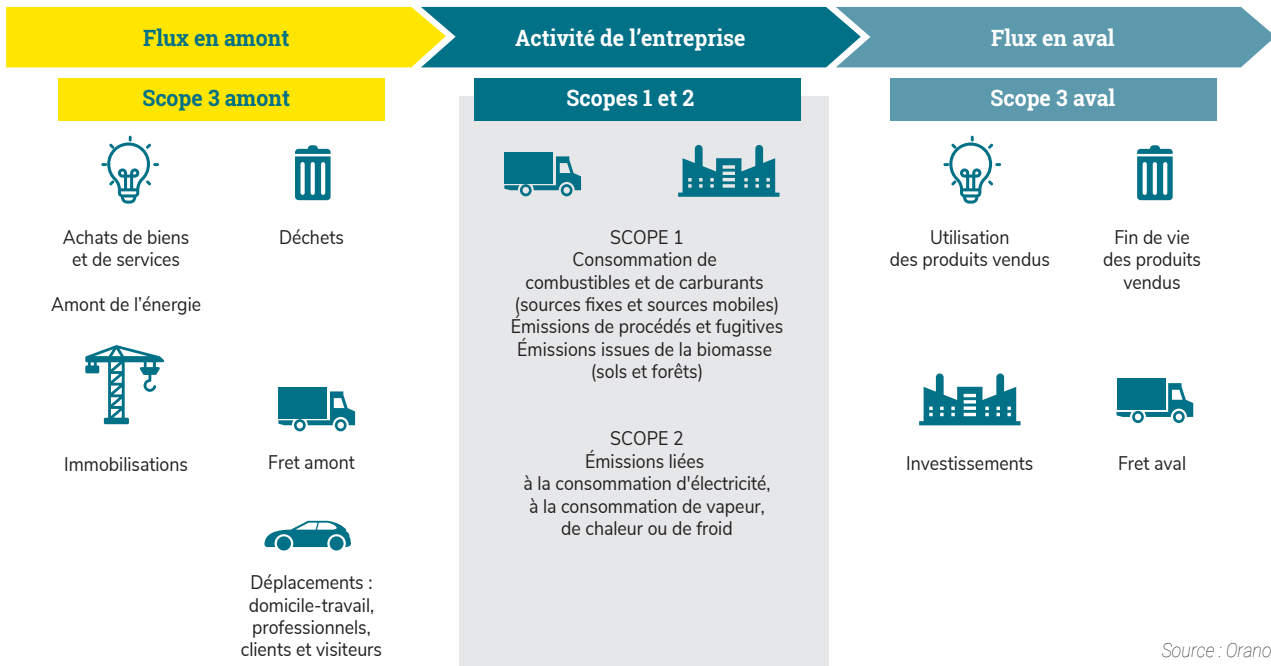 Flux en amont
Activité de l'entreprise
Flux en aval
Scope 3 amont
Scopes 1 et 2
Scope 3 aval
Achats de biens
et de services
Déchets
Amont de l'énergie
Immobilisations
Fret amont
Déplacements :
domicile-travail,
professionnels,
clients et visiteurs
SCOPE 1
Consommation de
combustibles et de carburants
(sources fixes et sources mobiles)
Émissions de procédés et fugitives
Émissions issues de la biomasse
(sols et forêts)
SCOPE 2
Émissions liées
à la consommation d'électricité,
à la consommation de vapeur,
de chaleur ou de froid
Utilisation
des produits vendus
Fin de vie
des produits
vendus
Investissements
Fret aval
Source : Orano